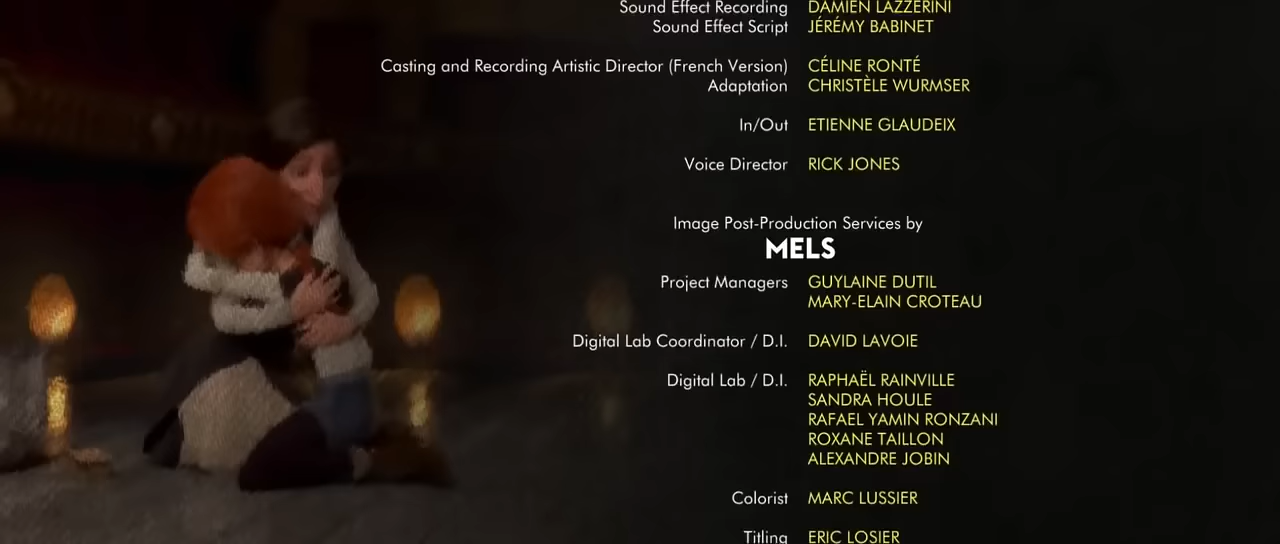 Sound Effect Recording DAMIEN LAZZERINI
Sound Effect Script JÉRÉMY BABINET
Casting and Recording Artistic Director (French Version) CÉLINE RONTÉ
Adaptation CHRISTÈLE WURMSER
In/Out ETIENNE GLAUDEIX
Voice Director RICK JONES
Image Post-Production Services by
MELS
Project Managers GUYLAINE DUTIL
MARY-ELAIN CROTEAU
Digital Lab Coordinator / D.I. DAVID LAVOIE
Digital Lab / D.I. RAPHAËL RAINVILLE
SANDRA HOULE
RAFAEL YAMIN RONZANI
ROXANE TAILLON
ALEXANDRE JOBIN
Colorist MARC LUSSIER
Titling ERIC LOSIER